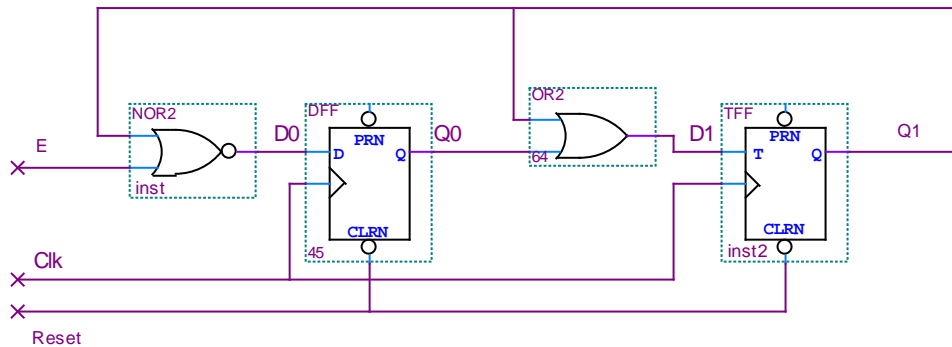 NOR2
E
inst
D0
DFF
PRN
D
Q
CLRN
45
Q0
OR2
64
D1
TFF
PRN
T
Q
CLRN
inst2
Q1
Clk
Reset